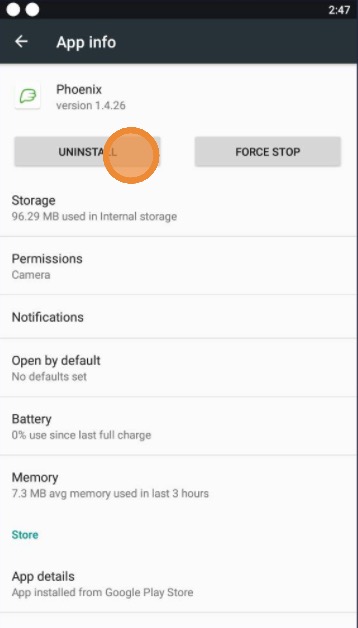 2:47
App info
Phoenix
version 1.4.26
UNINSTALL
FORCE STOP
Storage
96.29 MB used in Internal storage
Permissions
Camera
Notifications
Open by default
No defaults set
Battery
0% use since last full charge
Memory
7.3 MB avg memory used in last 3 hours
Store
App details
App installed from Google Play Store